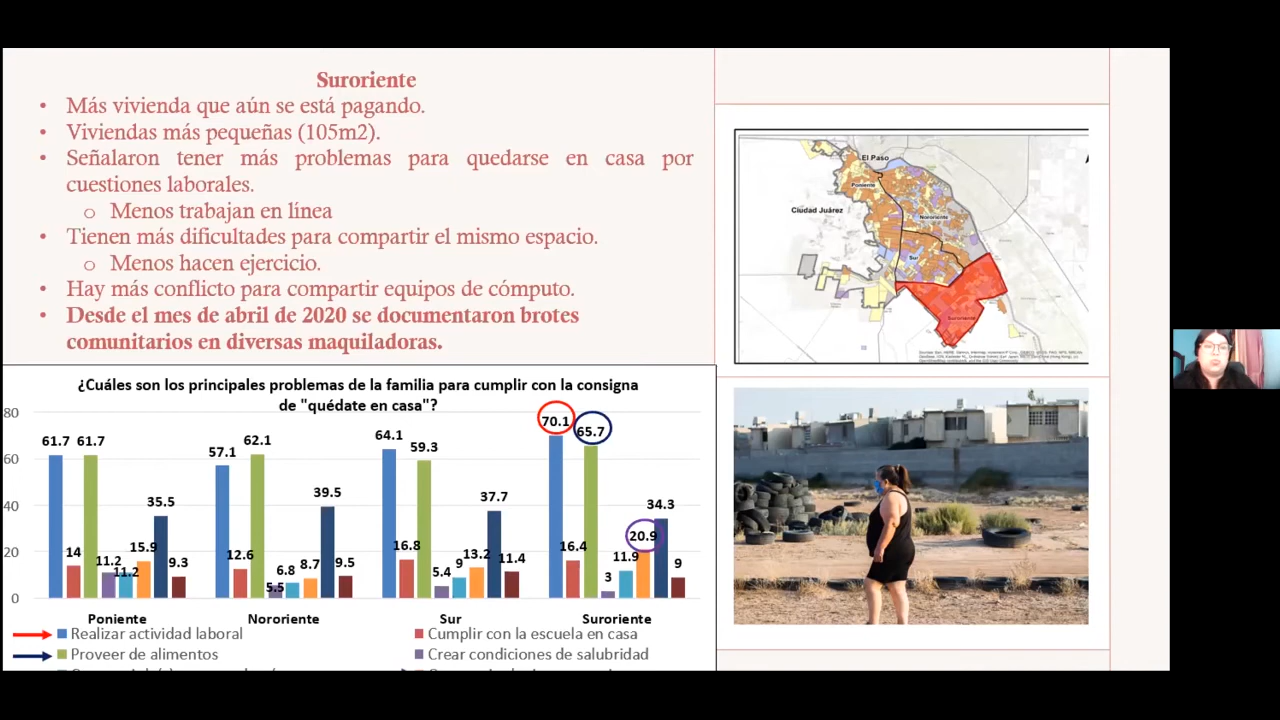 Suroriente
• Más vivienda que aún se está pagando.
• Viviendas más pequeñas (105m2).
• Señalaron tener más problemas para quedarse en casa por
cuestiones laborales.
o Menos trabajan en línea
• Tienen más dificultades para compartir el mismo espacio.
o Menos hacen ejercicio.
• Hay más conflicto para compartir equipos de cómputo.
• Desde el mes de abril de 2020 se documentaron brotes
comunitarios en diversas maquiladoras.
El Paso
Poniente
Ciudad Juárez
Nororiente
Sur
Suroriente
¿Cuáles son los principales problemas de la familia para cumplir con la consigna
de "quédate en casa"?
80
60
40
20
0
61.7 14 61.7 11.2 11.2 15.9 35.5 9.3
57.1 12.6 62.1 5.5 6.8 8.7 39.5 9.5
64.1 16.8 59.3 5.4 9 13.2 37.7 11.4
70.1 16.4 65.7 3 11.9 20.9 34.3 9
Poniente Nororiente Sur Suroriente
Realizar actividad laboral
Cumplir con la escuela en casa
Proveer de alimentos
Crear condiciones de salubridad